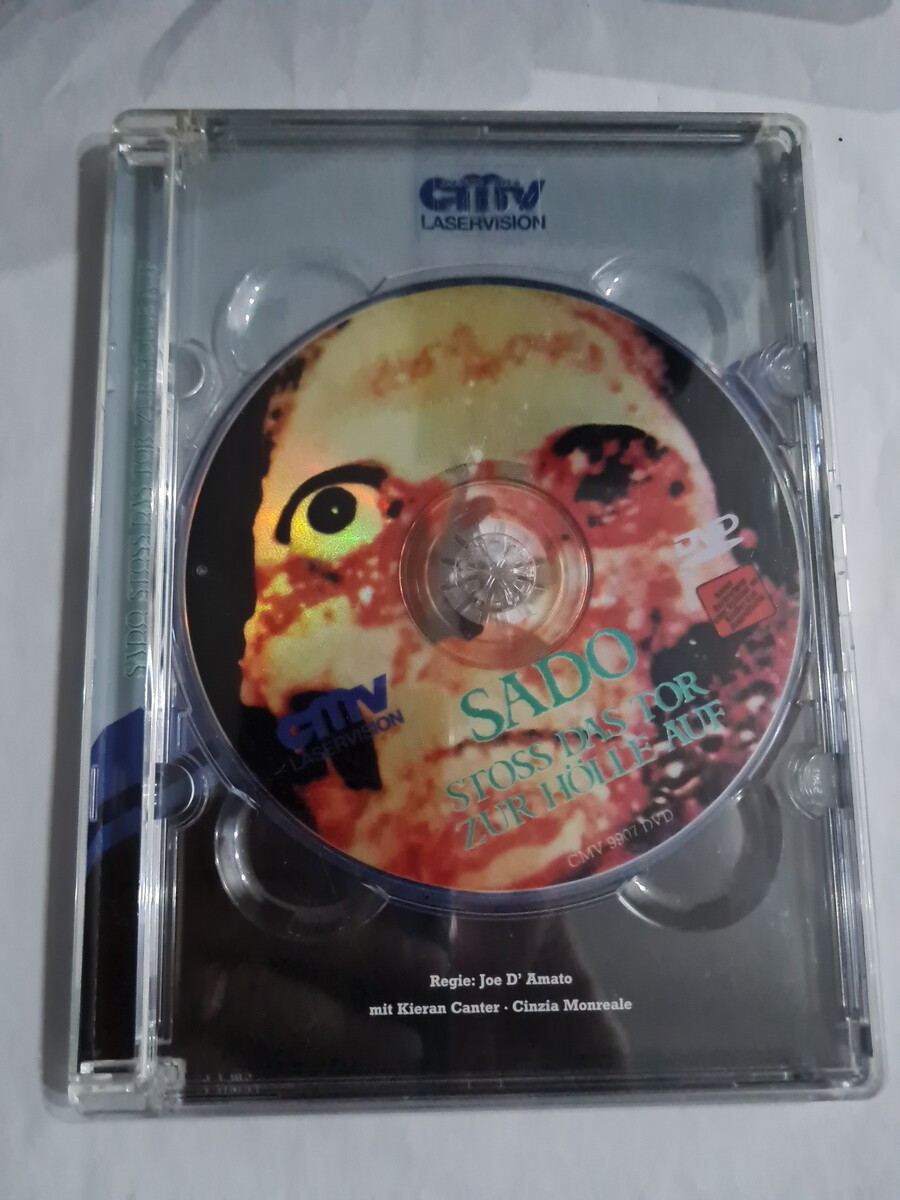 cmv
LASERVISION
SADO STOSS DAS TOR ZUR HÖLLE AUF
DVD
cmv
LASERVISION
SADO
STOSS DAS TOR
ZUR HÖLLE AUF
CMV 9907 DVD
Regie: Joe D' Amato
mit Kieran Canter · Cinzia Monreale